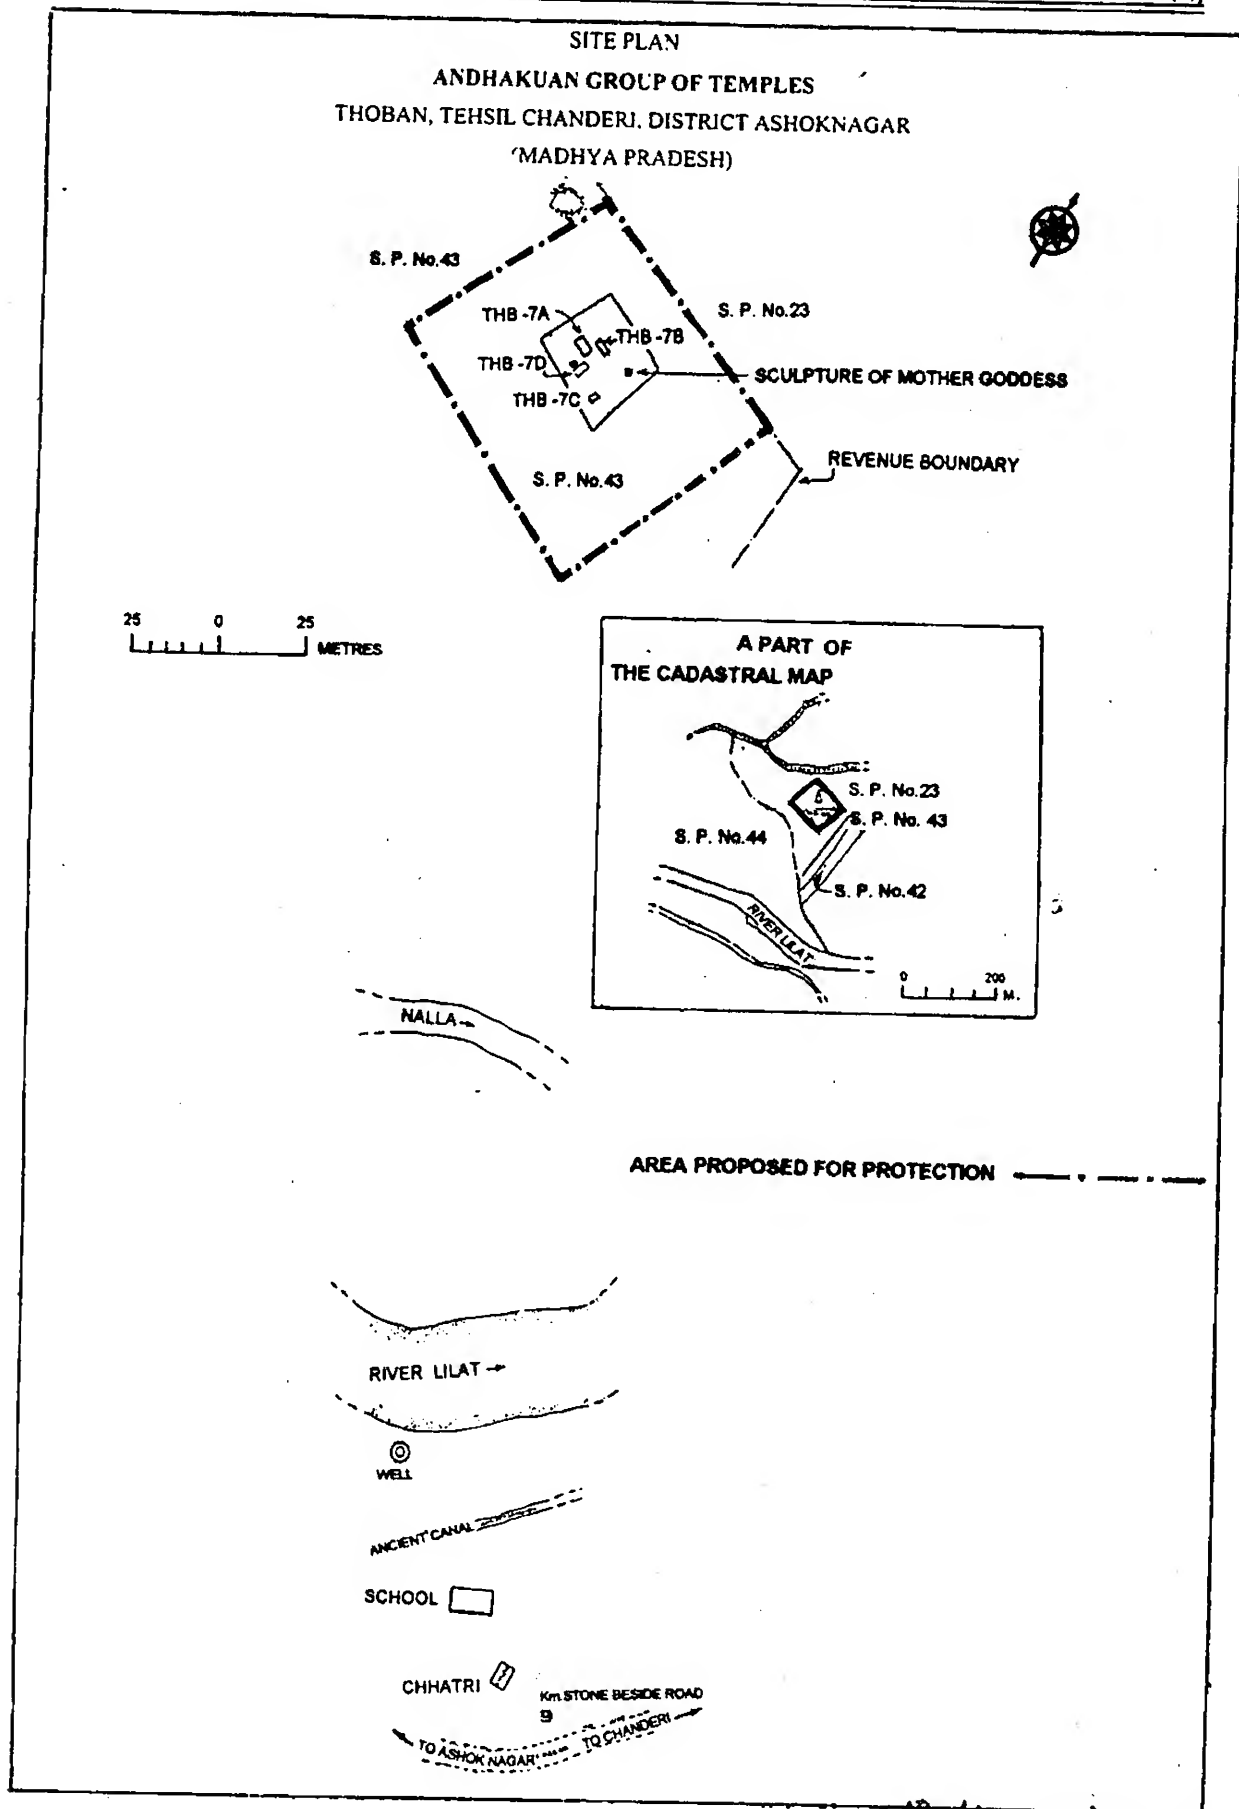 SITE PLAN
ANDHAKUAN GROUP OF TEMPLES
THOBAN, TEHSIL CHANDERI, DISTRICT ASHOKNAGAR
(MADHYA PRADESH)
S. P. No.43
THB -7A
S. P. No.23
THB -7B
THB -7D
SCULPTURE OF MOTHER GODDESS
THB -7C
REVENUE BOUNDARY
S. P. No.43
25 0 25
METRES
A PART OF
THE CADASTRAL MAP
S. P. No.23
S. P. No. 43
S. P. No.44
S. P. No.42
RIVER LILAT
0 200
M.
NALLA
AREA PROPOSED FOR PROTECTION
RIVER LILAT
WELL
ANCIENT CANAL
SCHOOL
CHHATRI
Km STONE BESIDE ROAD
9
TO ASHOK NAGAR
TO CHANDERI